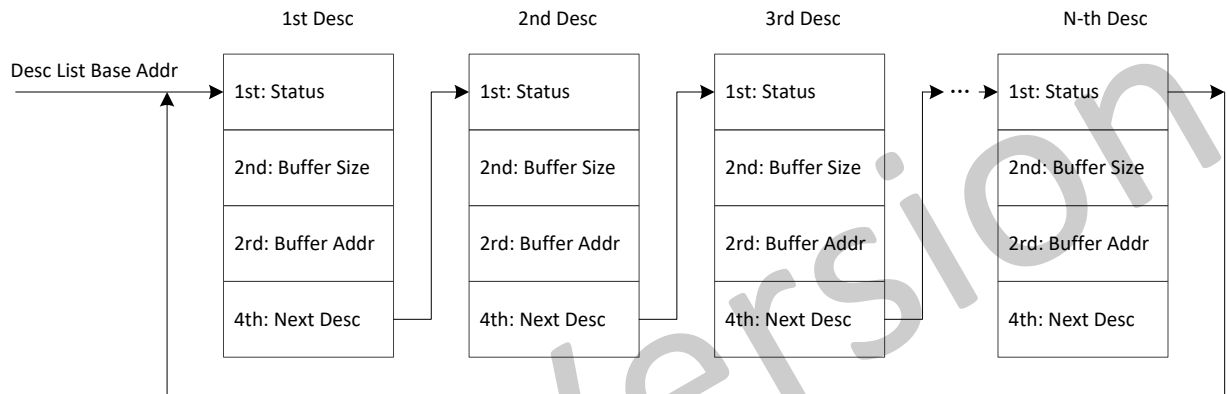 1st Desc
2nd Desc
3rd Desc
N-th Desc
Desc List Base Addr
1st: Status
2nd: Buffer Size
2rd: Buffer Addr
4th: Next Desc
1st: Status
2nd: Buffer Size
2rd: Buffer Addr
4th: Next Desc
1st: Status
2nd: Buffer Size
2rd: Buffer Addr
4th: Next Desc
...
1st: Status
2nd: Buffer Size
2rd: Buffer Addr
4th: Next Desc
Version